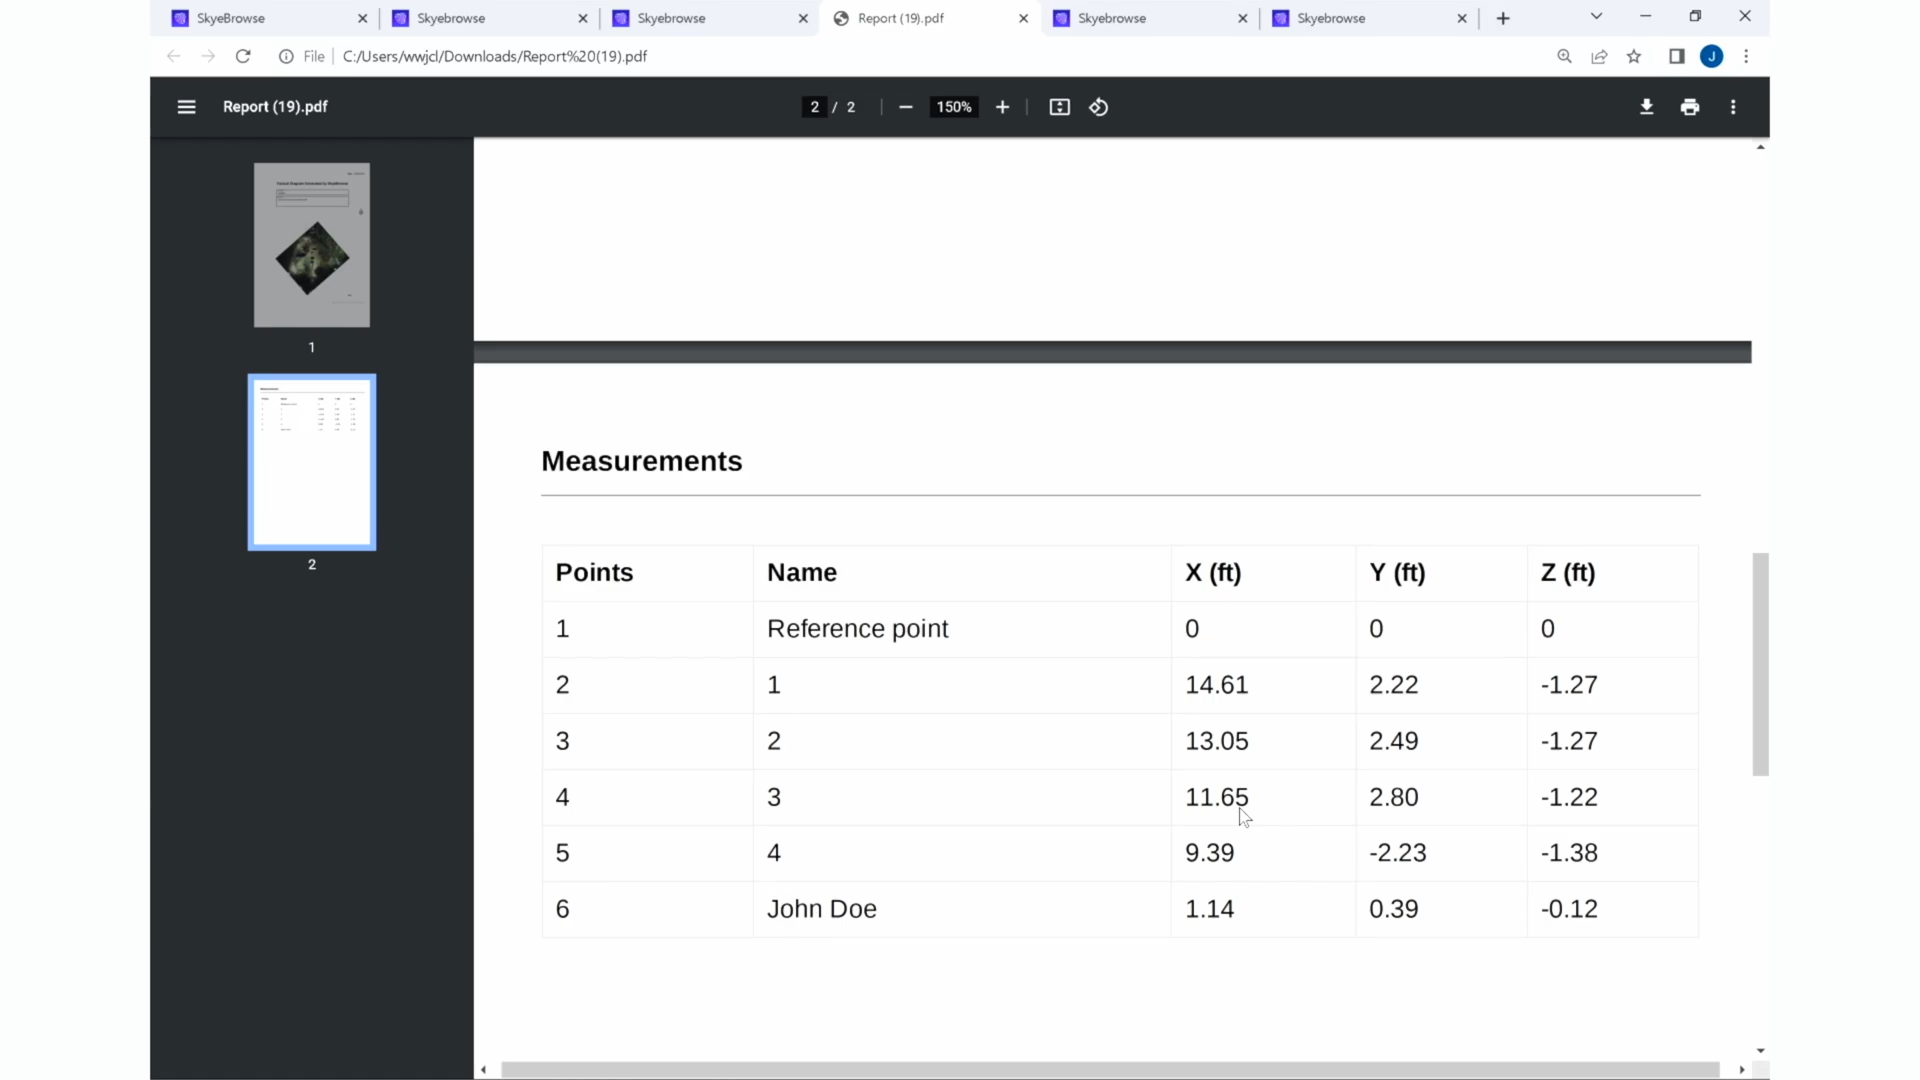 SkyeBrowse
Skyebrowse
Skyebrowse
Report (19).pdf
Skyebrowse
Skyebrowse
File
C:/Users/wwjcl/Downloads/Report%20(19).pdf
J
Report (19).pdf
2 / 2
150%
1
2
Measurements
Points Name X (ft) Y (ft) Z (ft)
1 Reference point 0 0 0
2 1 14.61 2.22 -1.27
3 2 13.05 2.49 -1.27
4 3 11.65 2.80 -1.22
5 4 9.39 -2.23 -1.38
6 John Doe 1.14 0.39 -0.12